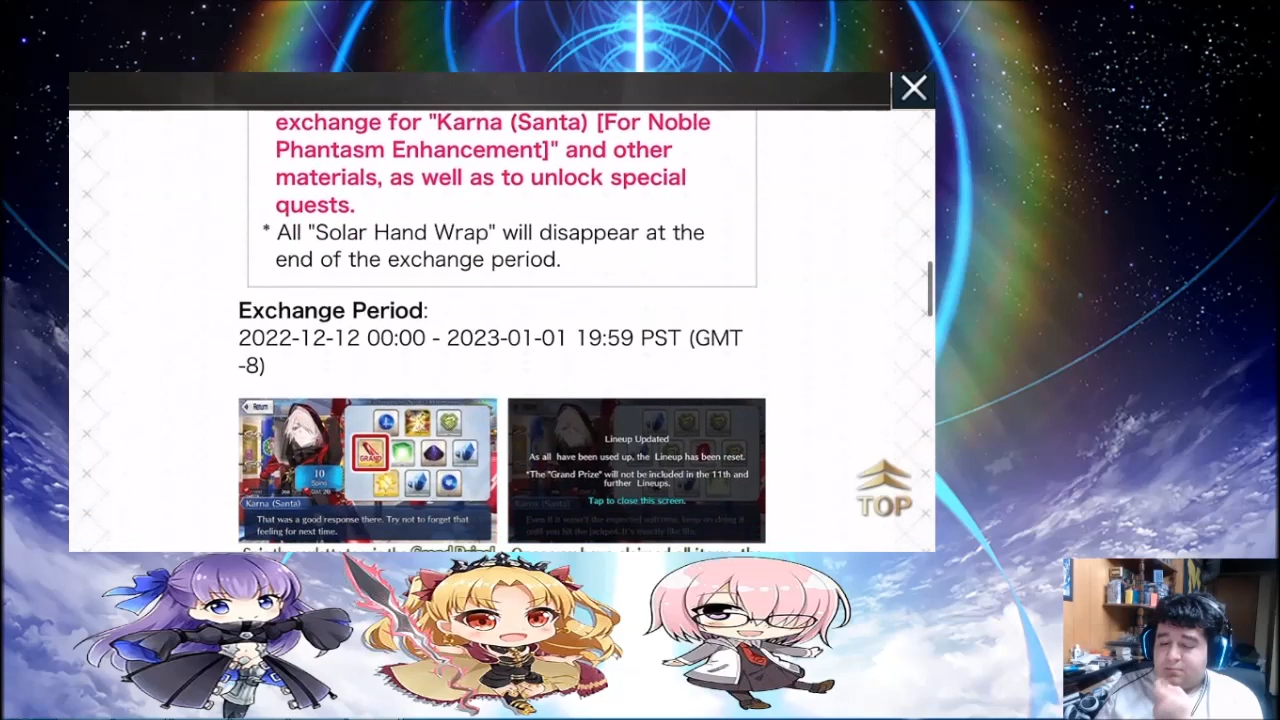 exchange for "Karna (Santa) [For Noble
Phantasm Enhancement]" and other
materials, as well as to unlock special
quests.
* All "Solar Hand Wrap" will disappear at the
end of the exchange period.
Exchange Period:
2022-12-12 00:00 - 2023-01-01 19:59 PST (GMT
-8)
Return
GRAND
10
Karna (Santa)
That was a good response there. Try not to forget that
feeling for next time.
Lineup Updated
As all have been used up, the Lineup has been reset.
*The "Grand Prize" will not be included in the 11th and
further Lineups.
Tap to close this screen.
Karna (Santa)
TOP